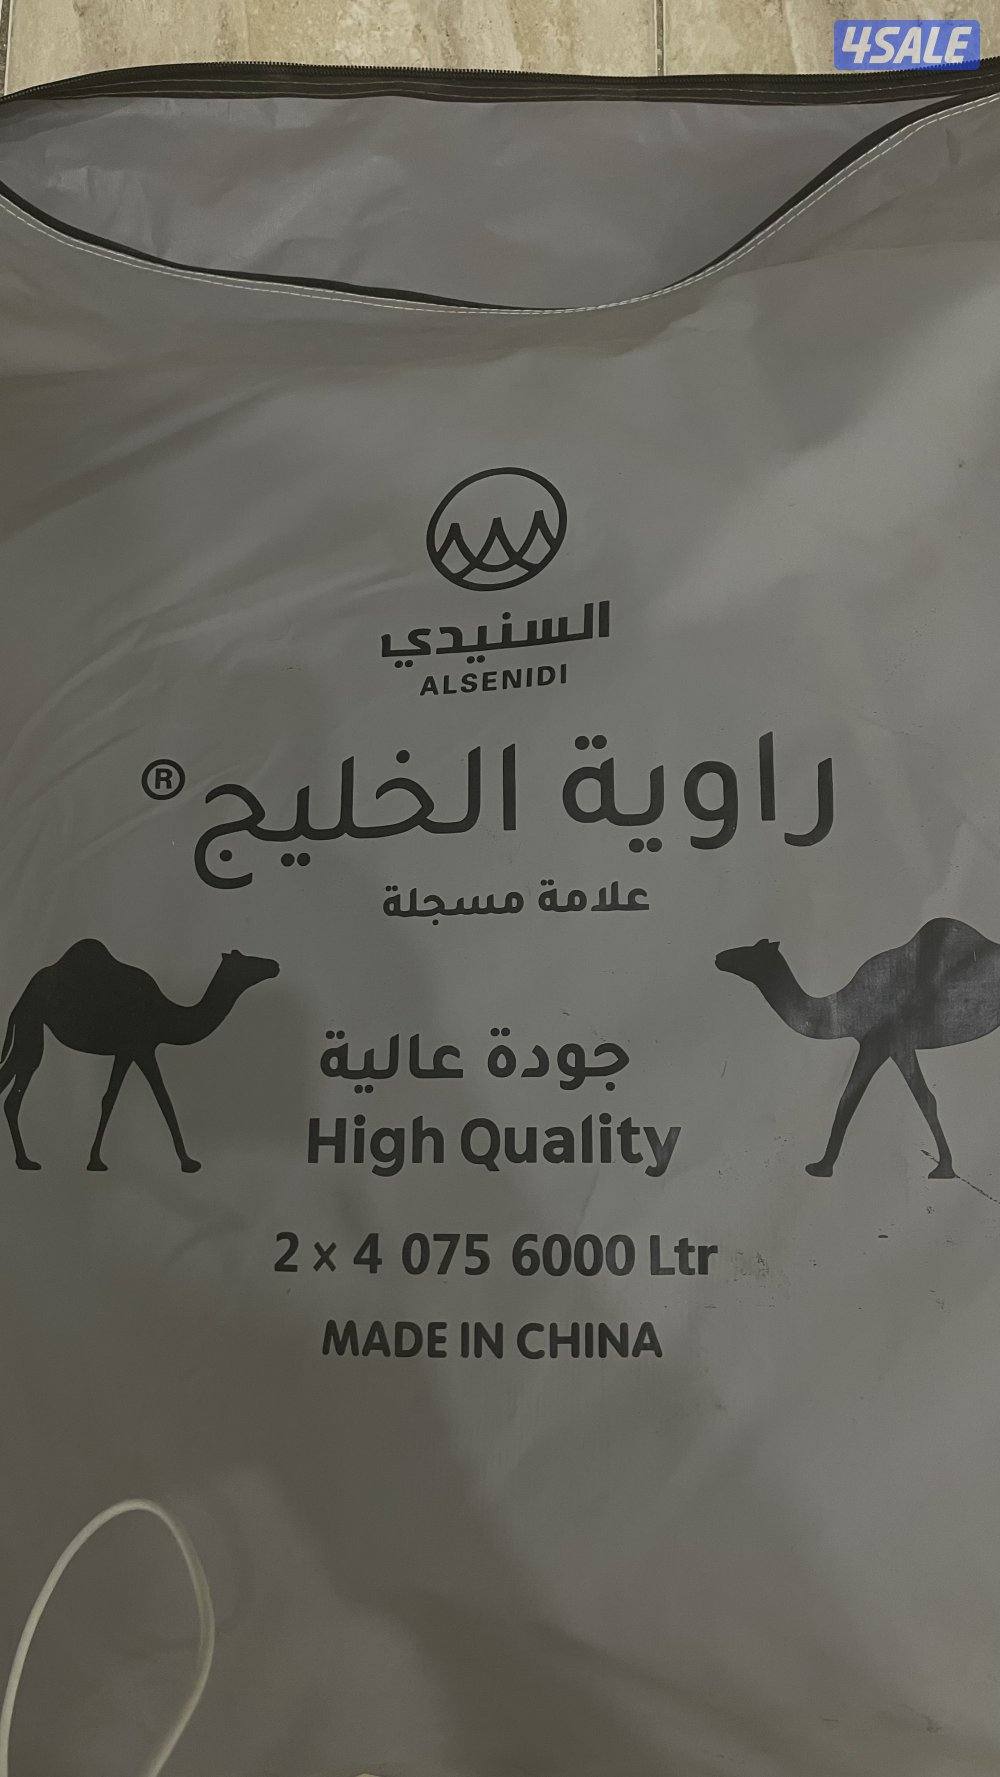 4SALE
السنيدي
ALSENIDI
راوية الخليج ®
علامة مسجلة
جودة عالية
High Quality
2 × 4 075 6000 Ltr
MADE IN CHINA